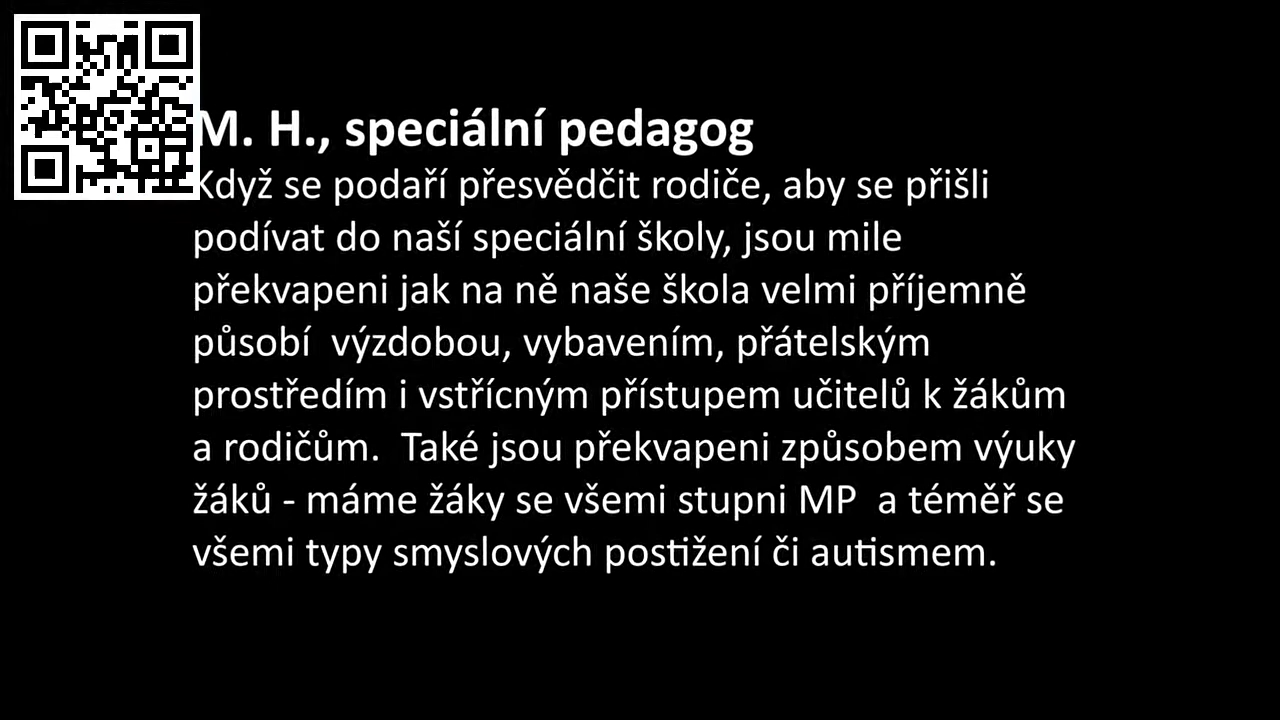 M. H., speciální pedagog
Když se podaří přesvědčit rodiče, aby se přišli
podívat do naší speciální školy, jsou mile
překvapeni jak na ně naše škola velmi příjemně
působí  výzdobou, vybavením, přátelským
prostředím i vstřícným přístupem učitelů k žákům
a rodičům.  Také jsou překvapeni způsobem výuky
žáků - máme žáky se všemi stupni MP  a téměř se
všemi typy smyslových postižení či autismem.